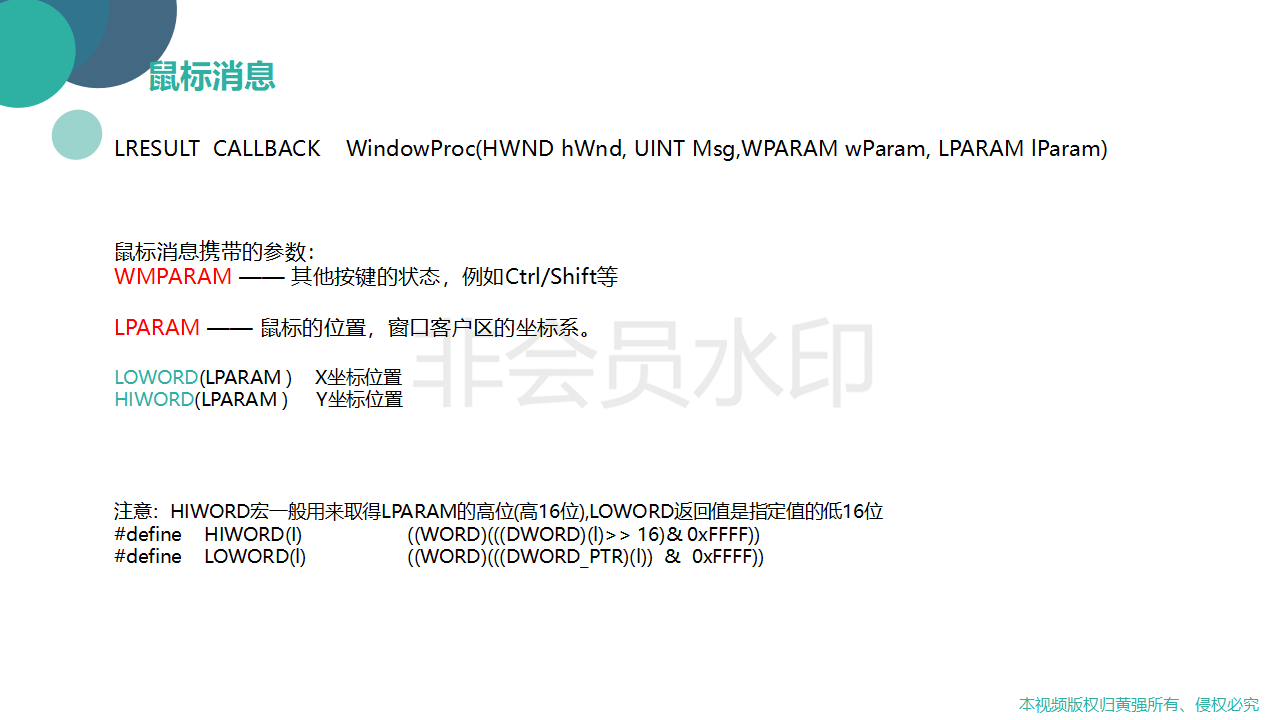 鼠标消息
LRESULT CALLBACK WindowProc(HWND hWnd, UINT Msg,WPARAM wParam, LPARAM lParam)
鼠标消息携带的参数：
WMPARAM —— 其他按键的状态，例如Ctrl/Shift等
LPARAM —— 鼠标的位置，窗口客户区的坐标系。
非会员水印
LOWORD(LPARAM ) X坐标位置
HIWORD(LPARAM ) Y坐标位置
注意：HIWORD宏一般用来取得LPARAM的高位(高16位),LOWORD返回值是指定值的低16位
#define HIWORD(l) ((WORD)(((DWORD)(l)>> 16)& 0xFFFF))
#define LOWORD(l) ((WORD)(((DWORD_PTR)(l)) & 0xFFFF))
本视频版权归黄强所有、侵权必究